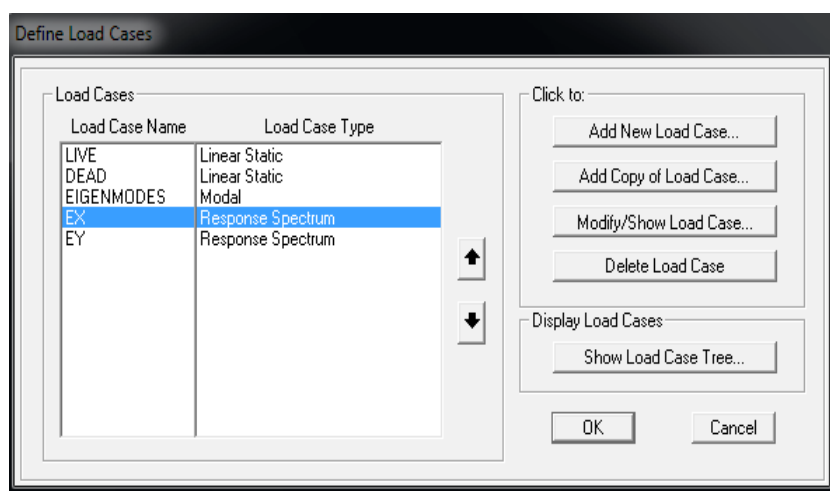 Define Load Cases
Load Cases
Load Case Name Load Case Type
LIVE Linear Static
DEAD Linear Static
EIGENMODES Modal
EX Response Spectrum
EY Response Spectrum
Click to:
Add New Load Case...
Add Copy of Load Case...
Modify/Show Load Case...
Delete Load Case
Display Load Cases
Show Load Case Tree...
OK Cancel